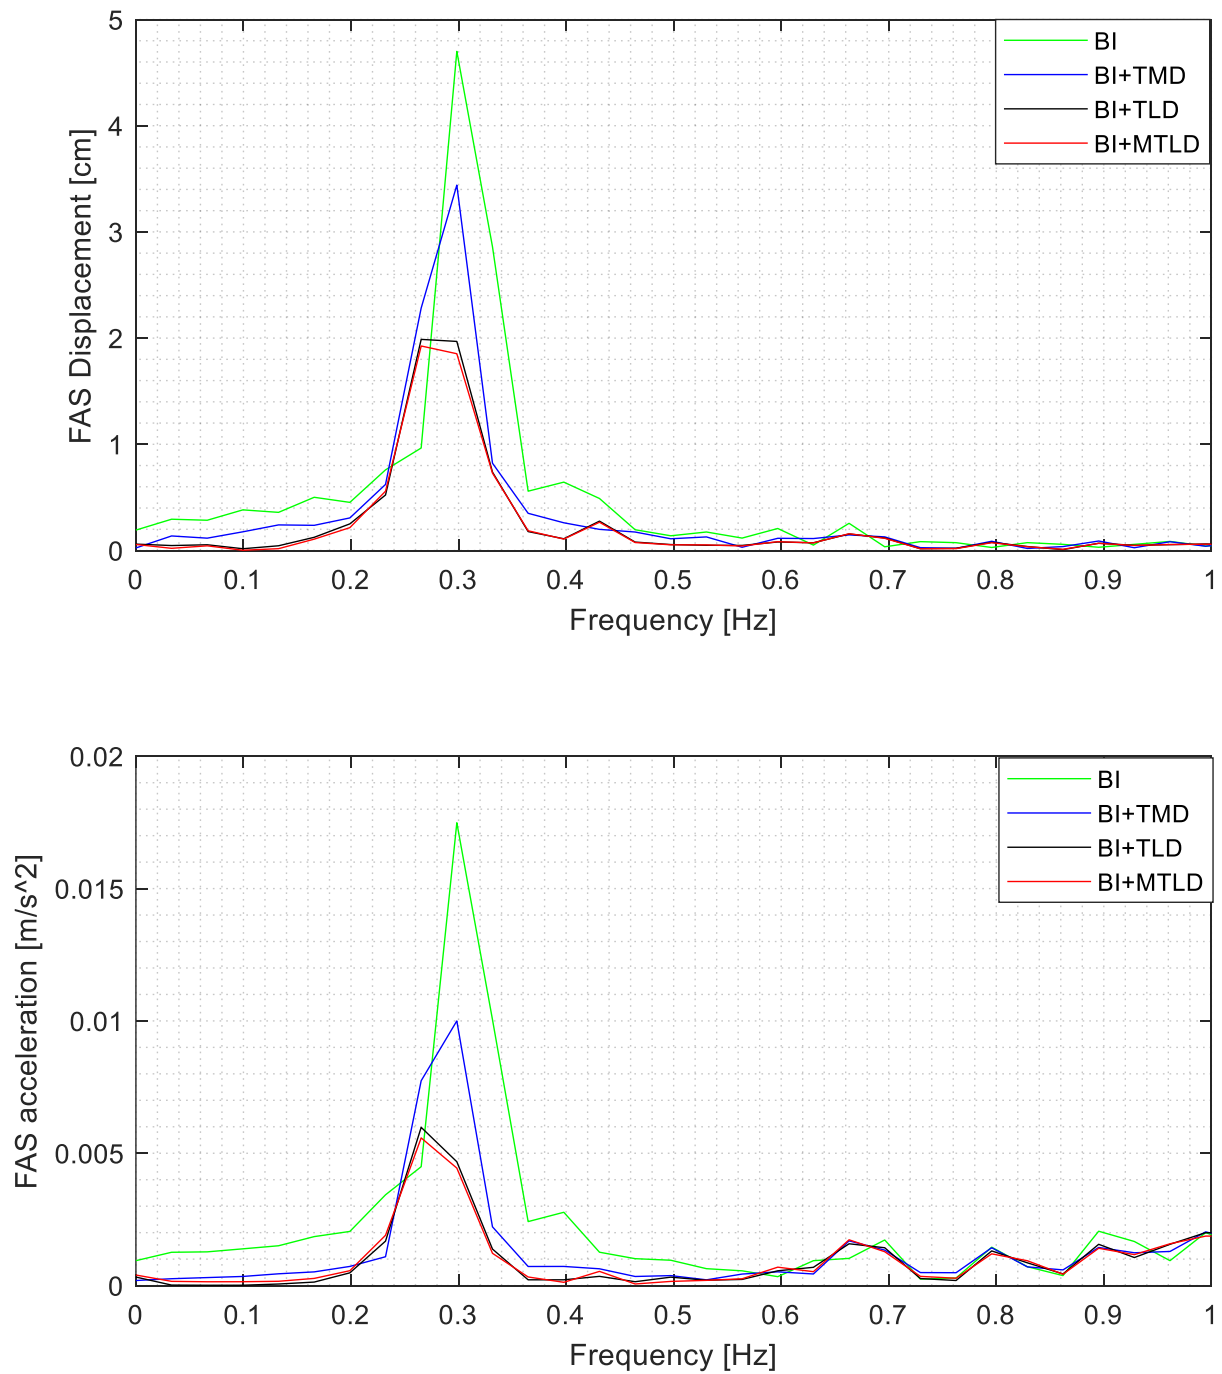 5
4
3
2
1
0
FAS Displacement [cm]
BI
BI+TMD
BI+TLD
BI+MTLD
0 0.1 0.2 0.3 0.4 0.5 0.6 0.7 0.8 0.9 1
Frequency [Hz]
0.02
0.015
0.01
0.005
0
FAS acceleration [m/s^2]
BI
BI+TMD
BI+TLD
BI+MTLD
0 0.1 0.2 0.3 0.4 0.5 0.6 0.7 0.8 0.9 1
Frequency [Hz]